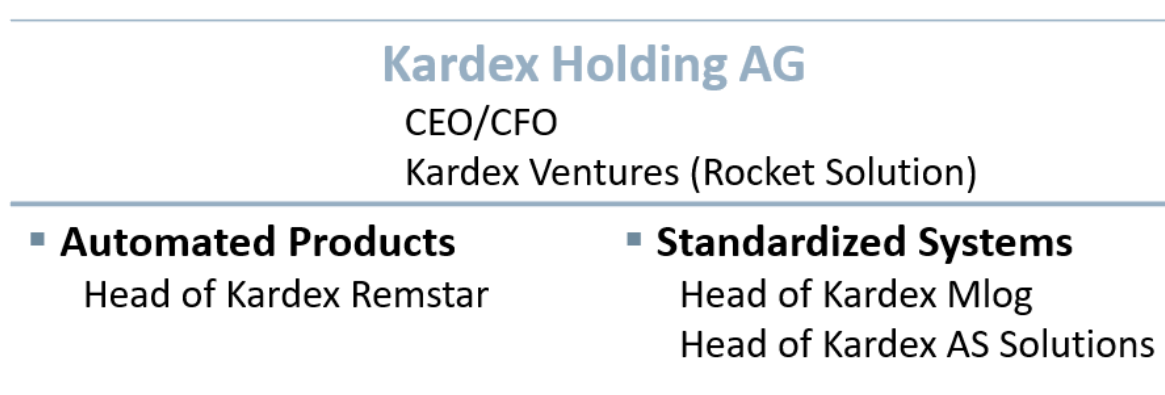 Kardex Holding AG
CEO/CFO
Kardex Ventures (Rocket Solution)
▪ Automated Products
Head of Kardex Remstar
▪ Standardized Systems
Head of Kardex Mlog
Head of Kardex AS Solutions